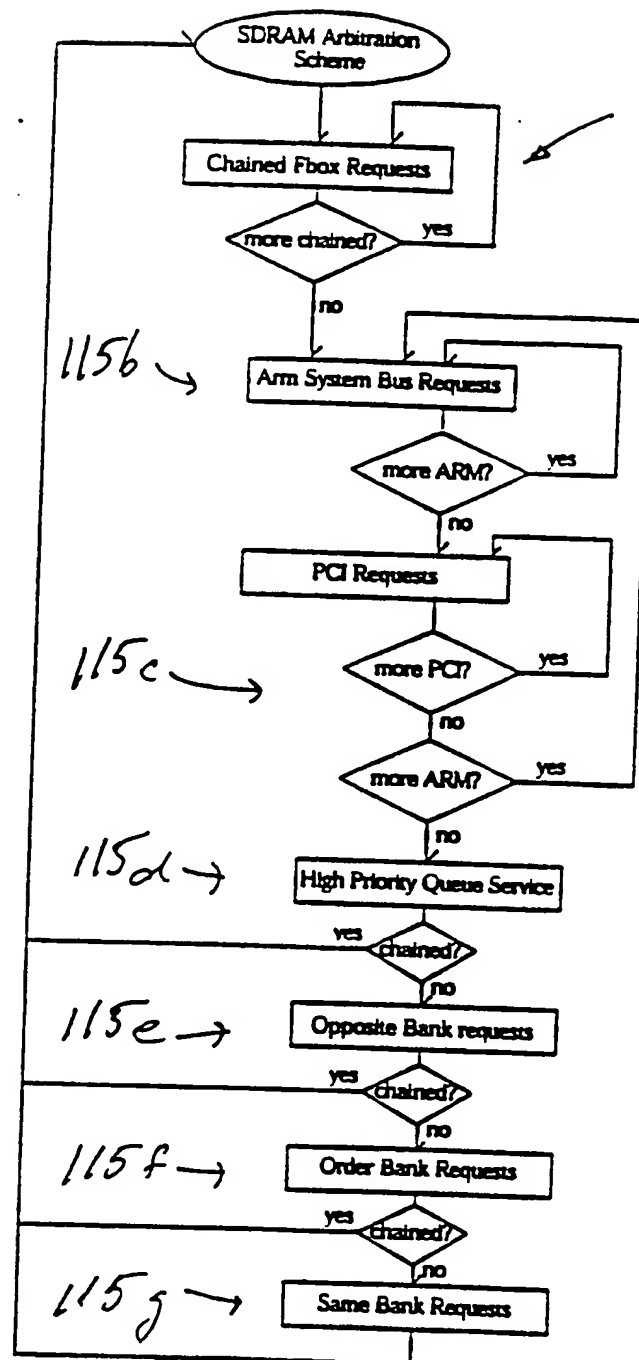 SDRAM Arbitration
Scheme
Chained Fbox Requests
more chained?
yes
no
115b
Arm System Bus Requests
more ARM?
yes
no
PCI Requests
115c
more PCI?
yes
no
more ARM?
yes
no
115d
High Priority Queue Service
yes
chained?
no
115e
Opposite Bank requests
yes
chained?
no
115f
Order Bank Requests
yes
chained?
no
115g
Same Bank Requests